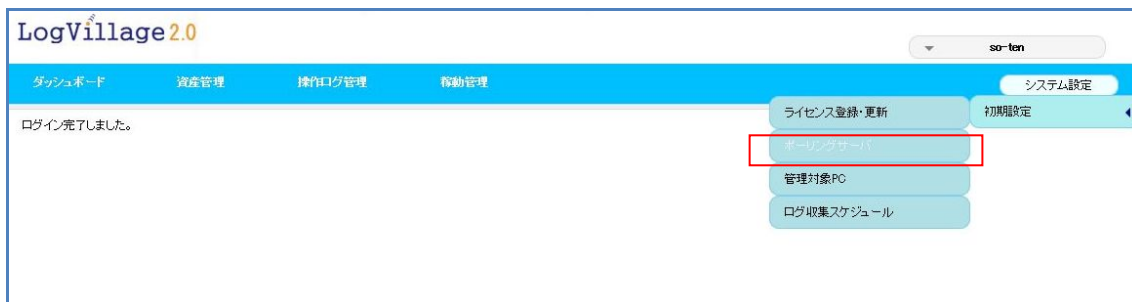 LogVillage 2.0
so-ten
ダッシュボード 資産管理 操作ログ管理 稼動管理 システム設定
ライセンス登録・更新 初期設定
ログイン完了しました。
ポーリングサーバ
管理対象PC
ログ収集スケジュール